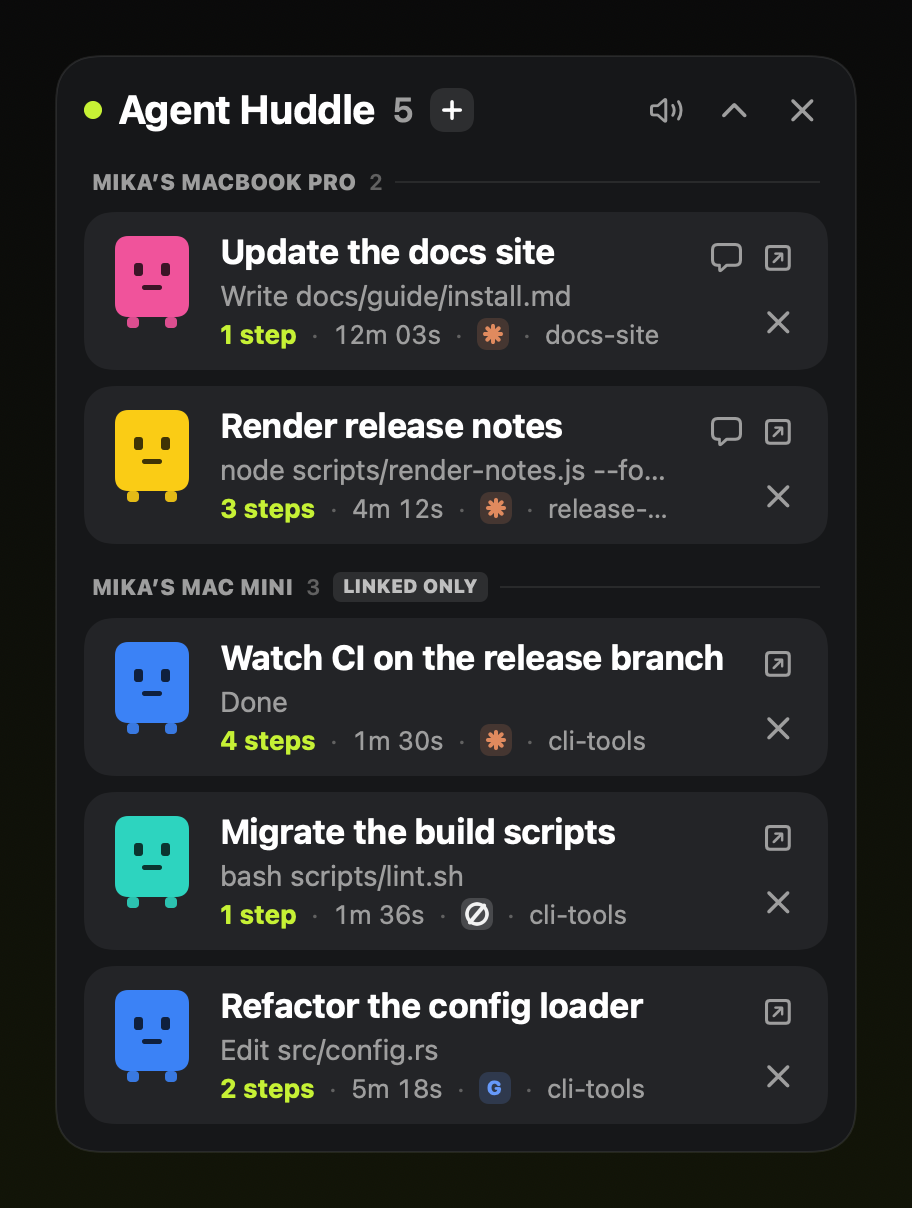 Agent Huddle 5 +
MIKA’S MACBOOK PRO 2
Update the docs site
Write docs/guide/install.md
1 step · 12m 03s · docs-site
Render release notes
node scripts/render-notes.js --fo...
3 steps · 4m 12s · release-...
MIKA’S MAC MINI 3 LINKED ONLY
Watch CI on the release branch
Done
4 steps · 1m 30s · cli-tools
Migrate the build scripts
bash scripts/lint.sh
1 step · 1m 36s · cli-tools
Refactor the config loader
Edit src/config.rs
2 steps · 5m 18s · G · cli-tools